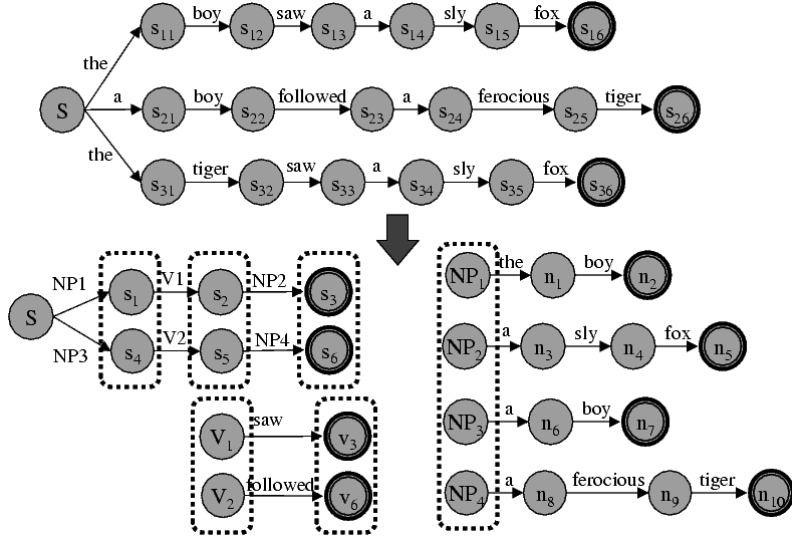 the boy saw a sly fox
S s11 s12 s13 s14 s15 s16
a boy followed a ferocious tiger
s21 s22 s23 s24 s25 s26
the tiger saw a sly fox
s31 s32 s33 s34 s35 s36
NP1 V1 NP2
S s1 s2 s3
NP3 V2 NP4
s4 s5 s6
saw
V1 v3
followed
V2 v6
the boy
NP1 n1 n2
a sly fox
NP2 n3 n4 n5
a boy
NP3 n6 n7
a ferocious tiger
NP4 n8 n9 n10